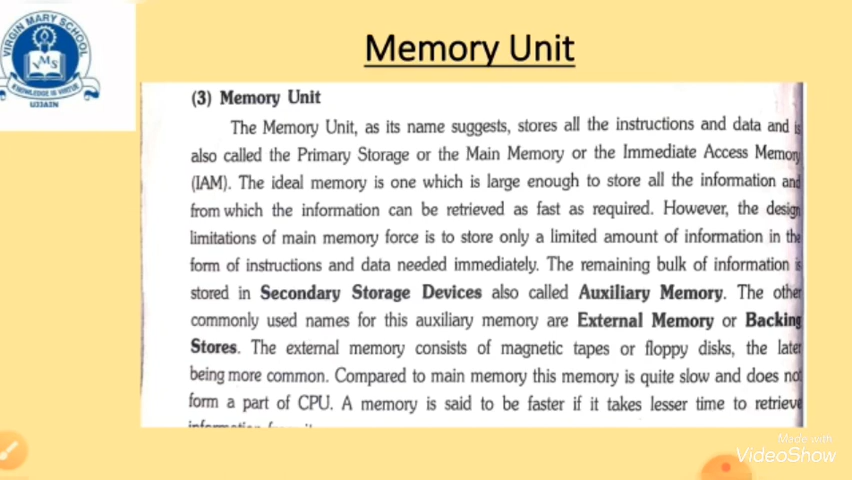 VIRGIN MARY SCHOOL
VMS
KNOWLEDGE IS VIRTUE
UJJAIN
Memory Unit
(3) Memory Unit
The Memory Unit, as its name suggests, stores all the instructions and data and is
also called the Primary Storage or the Main Memory or the Immediate Access Memory
(IAM). The ideal memory is one which is large enough to store all the information and
from which the information can be retrieved as fast as required. However, the design
limitations of main memory force is to store only a limited amount of information in the
form of instructions and data needed immediately. The remaining bulk of information is
stored in Secondary Storage Devices also called Auxiliary Memory. The other
commonly used names for this auxiliary memory are External Memory or Backing
Stores. The external memory consists of magnetic tapes or floppy disks, the later
being more common. Compared to main memory this memory is quite slow and does not
form a part of CPU. A memory is said to be faster if it takes lesser time to retrieve
Made with
VideoShow